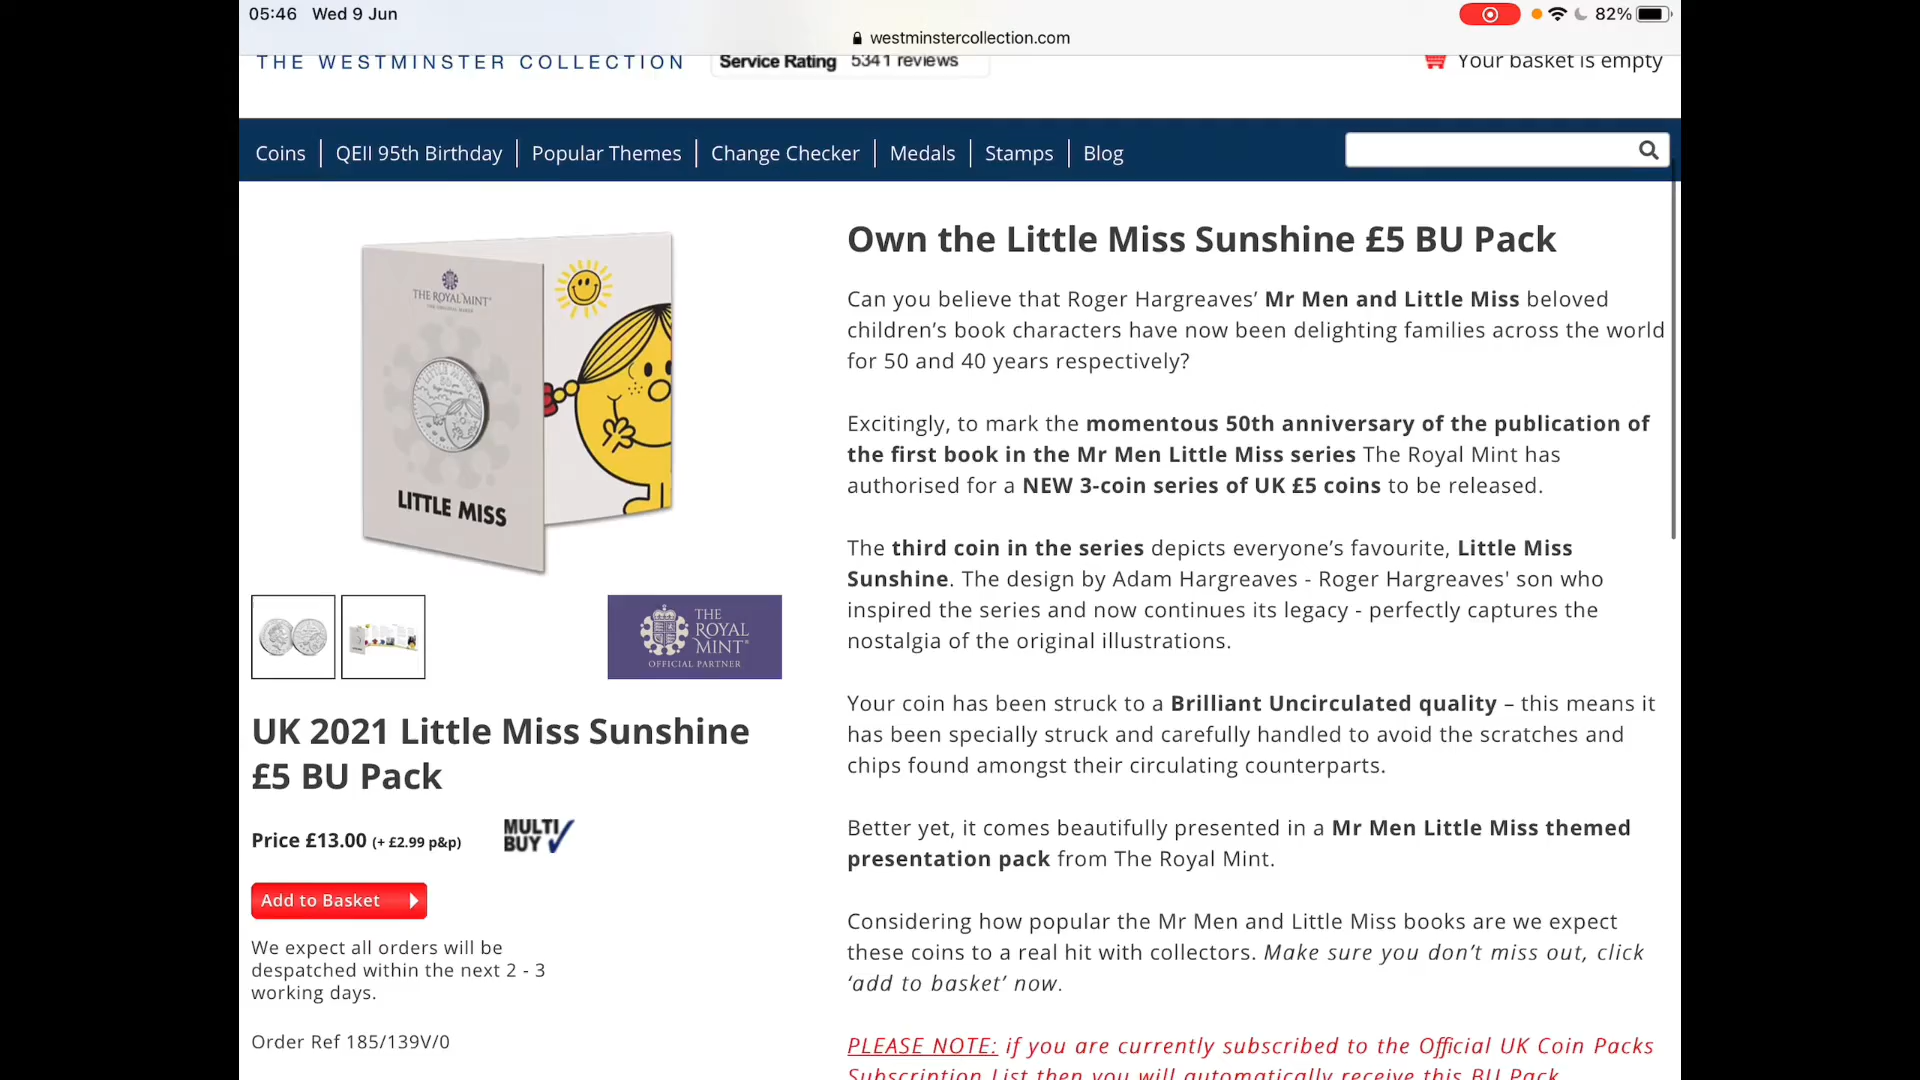 05:46 Wed 9 Jun
82%
westminstercollection.com
THE WESTMINSTER COLLECTION
Service Rating 5341 reviews
Your basket is empty
Coins QEII 95th Birthday Popular Themes Change Checker Medals Stamps Blog
THE ROYAL MINT®
LITTLE MISS
THE
ROYAL
MINT®
OFFICIAL PARTNER
UK 2021 Little Miss Sunshine
£5 BU Pack
Price £13.00 (+ £2.99 p&p)
MULTI
BUY
Add to Basket
We expect all orders will be
despatched within the next 2 - 3
working days.
Order Ref 185/139V/0
Own the Little Miss Sunshine £5 BU Pack
Can you believe that Roger Hargreaves’ Mr Men and Little Miss beloved
children’s book characters have now been delighting families across the world
for 50 and 40 years respectively?
Excitingly, to mark the momentous 50th anniversary of the publication of
the first book in the Mr Men Little Miss series The Royal Mint has
authorised for a NEW 3-coin series of UK £5 coins to be released.
The third coin in the series depicts everyone’s favourite, Little Miss
Sunshine. The design by Adam Hargreaves - Roger Hargreaves' son who
inspired the series and now continues its legacy - perfectly captures the
nostalgia of the original illustrations.
Your coin has been struck to a Brilliant Uncirculated quality – this means it
has been specially struck and carefully handled to avoid the scratches and
chips found amongst their circulating counterparts.
Better yet, it comes beautifully presented in a Mr Men Little Miss themed
presentation pack from The Royal Mint.
Considering how popular the Mr Men and Little Miss books are we expect
these coins to a real hit with collectors. Make sure you don’t miss out, click
‘add to basket’ now.
PLEASE NOTE: if you are currently subscribed to the Official UK Coin Packs
Subscription List then you will automatically receive this BU Pack